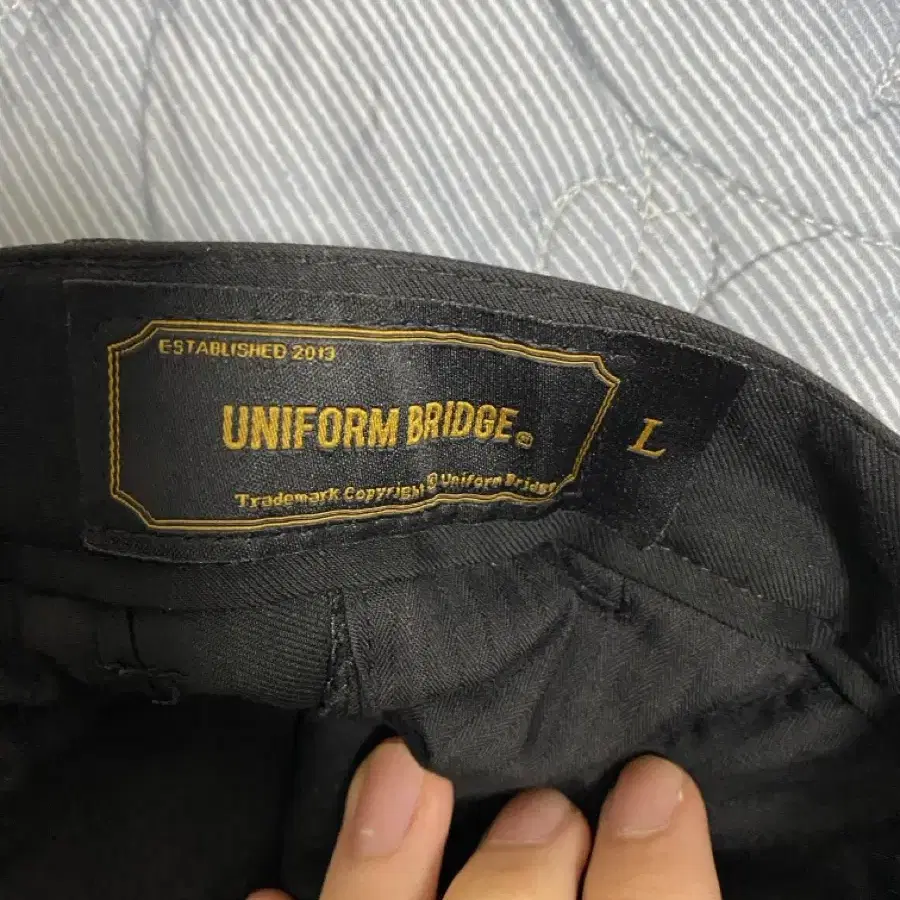 ESTABLISHED 2013
UNIFORM BRIDGE®
L
Trademark Copyright © Uniform Bridge